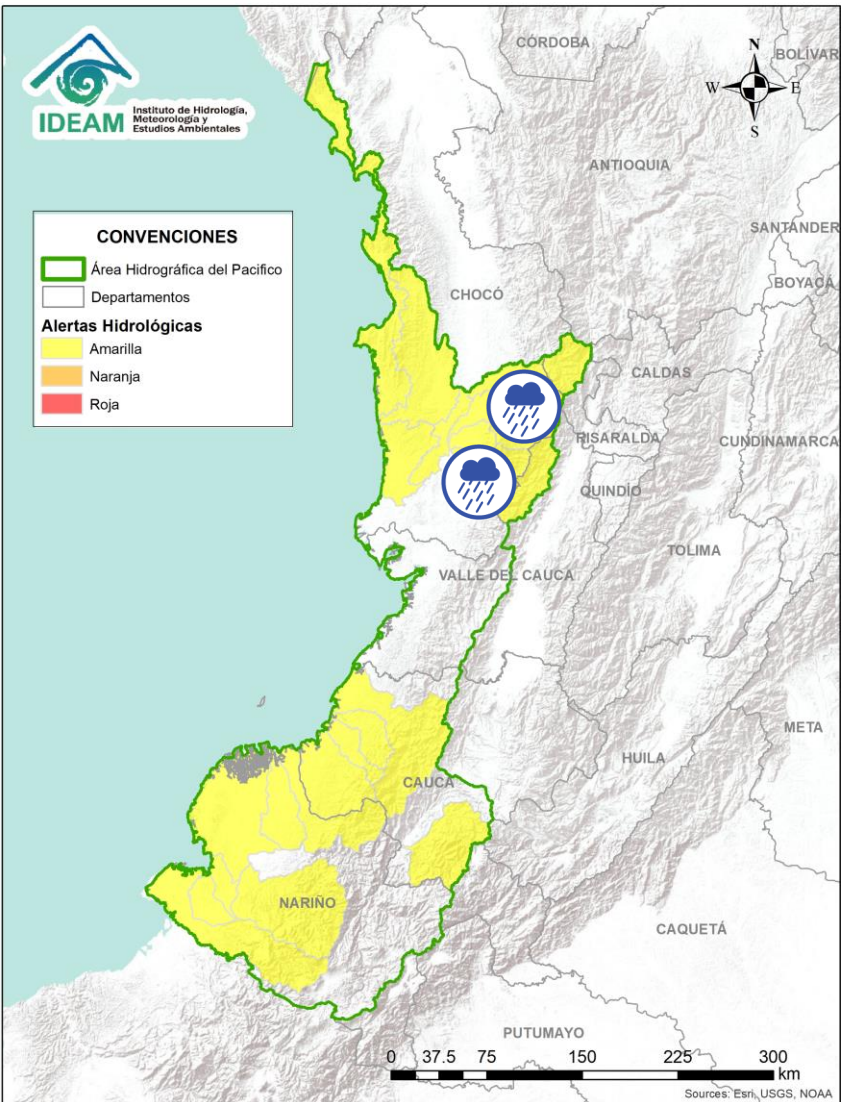 IDEAM
Instituto de Hidrología,
Meteorología y
Estudios Ambientales
CÓRDOBA
BOLIVAR
N
W E
S
ANTIOQUIA
SANTANDER
CONVENCIONES
Área Hidrográfica del Pacifico
Departamentos
Alertas Hidrológicas
Amarilla
Naranja
Roja
BOYACÁ
CHOCÓ
CALDAS
RISARALDA
CUNDINAMARCA
QUINDÍO
TOLIMA
VALLE DEL CAUCA
META
HUILA
CAUCA
NARIÑO
CAQUETÁ
PUTUMAYO
0 37.5 75 150 225 300
km
Sources: Esri, USGS, NOAA